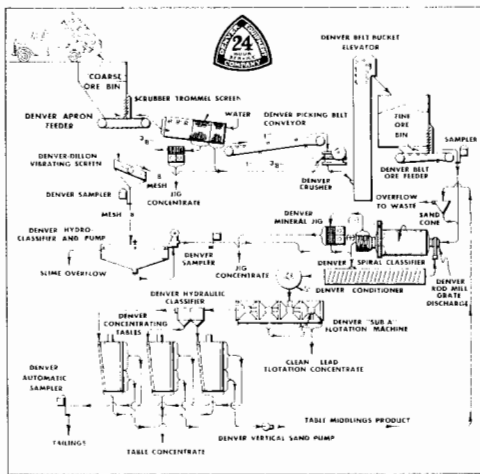 DENVER EQUIPMENT COMPANY
24
HOUR
SERVICE
COARSE
ORE BIN
DENVER APRON
FEEDER
SCRUBBER TROMMEL SCREEN
WATER
DENVER PICKING BELT
CONVEYOR
DENVER BELT BUCKET
ELEVATOR
FINE
ORE
BIN
SAMPLER
DENVER
CRUSHER
DENVER BELT
ORE FEEDER
DENVER-DILLON
VIBRATING SCREEN
8
MESH
JIG
CONCENTRATE
DENVER SAMPLER
MESH
OVERFLOW
TO WASTE
SAND
CONE
DENVER HYDRO-
CLASSIFIER AND PUMP
SLIME OVERFLOW
DENVER
SAMPLER
JIG
CONCENTRATE
DENVER
MINERAL JIG
DENVER SPIRAL CLASSIFIER
DENVER CONDITIONER
DENVER
ROD MILL
GRATE
DISCHARGE
DENVER HYDRAULIC
CLASSIFIER
DENVER
CONCENTRATING
TABLES
DENVER "SUB A"
FLOTATION MACHINE
CLEAN LEAD
FLOTATION CONCENTRATE
DENVER
AUTOMATIC
SAMPLER
TAILINGS
TABLE CONCENTRATE
DENVER VERTICAL SAND PUMP
TABLE MIDDLINGS PRODUCT